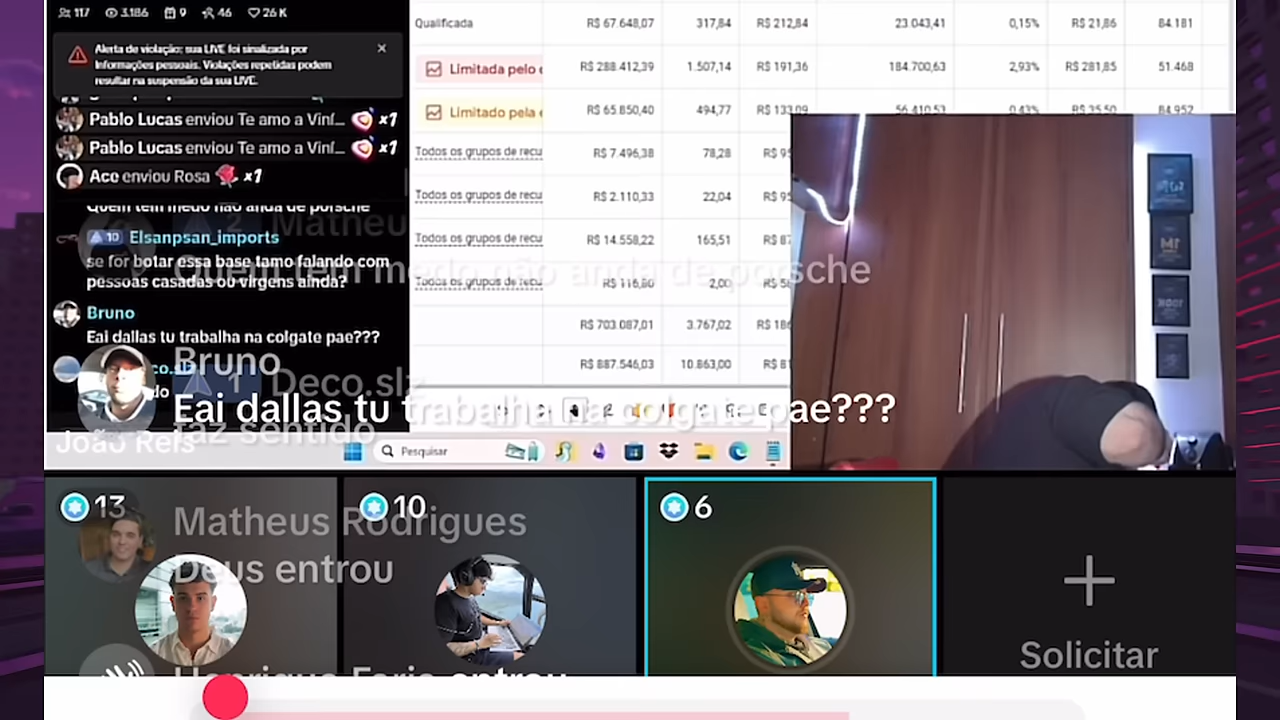 117 3.186 9 46 26 K
Alerta de violação: sua LIVE foi sinalizada por
Informações pessoais. Violações repetidas podem
resultar na suspensão da sua LIVE.
Pablo Lucas enviou Te amo a Vinf... ×1
Pablo Lucas enviou Te amo a Vinf... ×1
Ace enviou Rosa ×1
Quem tem medo não anda de porsche
10 Elsanpsan_imports
se for botar essa base tamo falando com
pessoas casadas ou virgens ainda?
Bruno
Eai dallas tu trabalha na colgate pae???
Qualificada R$ 67.648,07 317,84 R$ 212,84 23.043,41 0,15% R$ 21,86 84.181
Limitada pelo R$ 288.412,39 1.507,14 R$ 191,36 184.700,63 2,93% R$ 281,85 51.468
Limitado pela R$ 65.850,40 494,77 R$ 133,09 56.410,53 0,43% R$ 35,50 84.952
Todos os grupos de recu R$ 7.496,38 78,28
Todos os grupos de recu R$ 2.110,33 22,04
Todos os grupos de recu R$ 14.558,22 165,51
Todos os grupos de recu R$ 116,80 2,00
R$ 703.087,01 3.767,02
R$ 887.546,03 10.863,00
Matheu
Quem tem medo não anda de porsche
Bruno
1 Deco.slz
Eai dallas tu trabalha na colgate pae???
faz sentido
João Reis
Pesquisar
13 10 6
Matheus Rodrigues
Deus entrou
Henrique Faria entrou
Solicitar